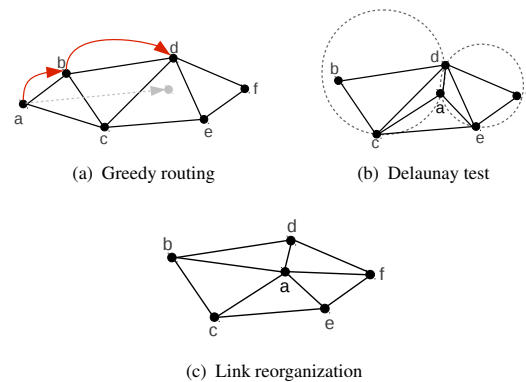 b
d
f
a
c
e
(a) Greedy routing
d
b
a
c
e
(b) Delaunay test
d
b
a
f
e
c
(c) Link reorganization